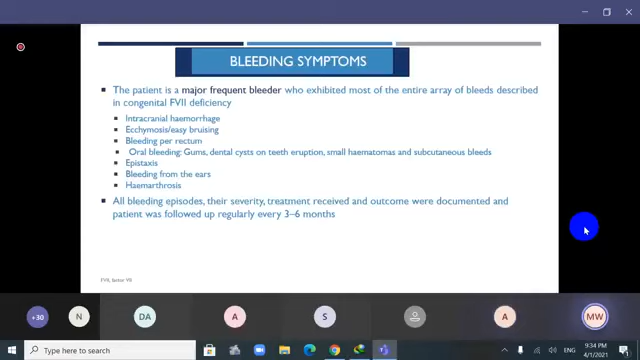 BLEEDING SYMPTOMS
The patient is a major frequent bleeder who exhibited most of the entire array of bleeds described
in congenital FVII deficiency
Intracranial haemorrhage
Ecchymosis/easy bruising
Bleeding per rectum
Oral bleeding: Gums, dental cysts on teeth eruption, small haematomas and subcutaneous bleeds
Epistaxis
Bleeding from the ears
Haemarthrosis
All bleeding episodes, their severity, treatment received and outcome were documented and
patient was followed up regularly every 3–6 months
FVII, factor VII
+30
N
DA
A
S
A
MW
Type here to search
ENG
9:34 PM
4/1/2021